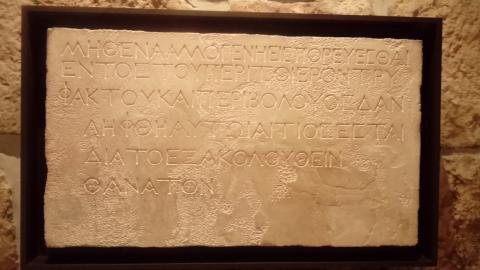 ΜΗΘΕΝΑΑΛΛΟΓΕΝΗΕΙΣΠΟΡΕΥΕΣΘΑΙ
ΕΝΤΟΣΤΟΥΠΕΡΙΤΟΙΕΡΟΝΤΡΥ
ΦΑΚΤΟΥΚΑΙΠΕΡΙΒΟΛΟΥΟΣΔΑΝ
ΛΗΦΘΗΑΥΤΩΙΑΙΤΙΟΣΕΣΤΑΙ
ΔΙΑΤΟΕΞΑΚΟΛΟΥΘΕΙΝ
ΘΑΝΑΤΟΝ